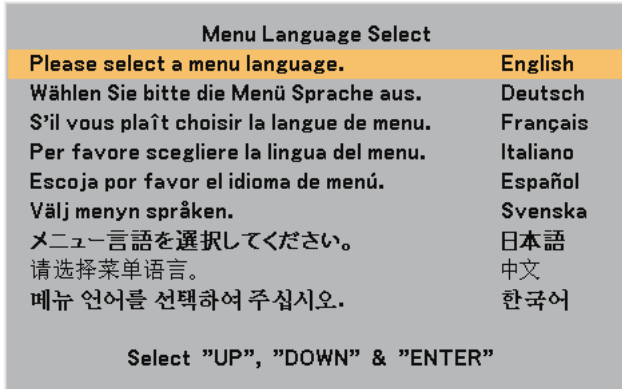 Menu Language Select
Please select a menu language. English
Wählen Sie bitte die Menü Sprache aus. Deutsch
S'il vous plaît choisir la langue de menu. Français
Per favore scegliere la lingua del menu. Italiano
Escoja por favor el idioma de menú. Español
Välj menyn språken. Svenska
メニュー言語を選択してください。 日本語
请选择菜单语言。 中文
메뉴 언어를 선택하여 주십시오. 한국어
Select ”UP”, ”DOWN” & ”ENTER”